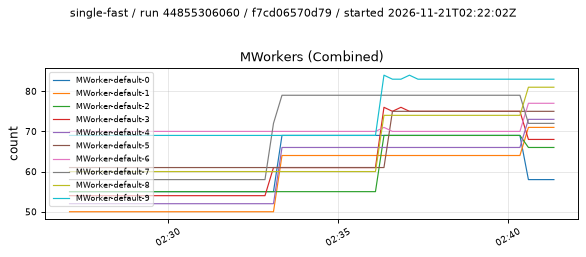 single-fast / run 44855306060 / f7cd06570d79 / started 2026-11-21T02:22:02Z
MWorkers (Combined)
count
80
70
60
50
MWorker-default-0
MWorker-default-1
MWorker-default-2
MWorker-default-3
MWorker-default-4
MWorker-default-5
MWorker-default-6
MWorker-default-7
MWorker-default-8
MWorker-default-9
02:30
02:35
02:40